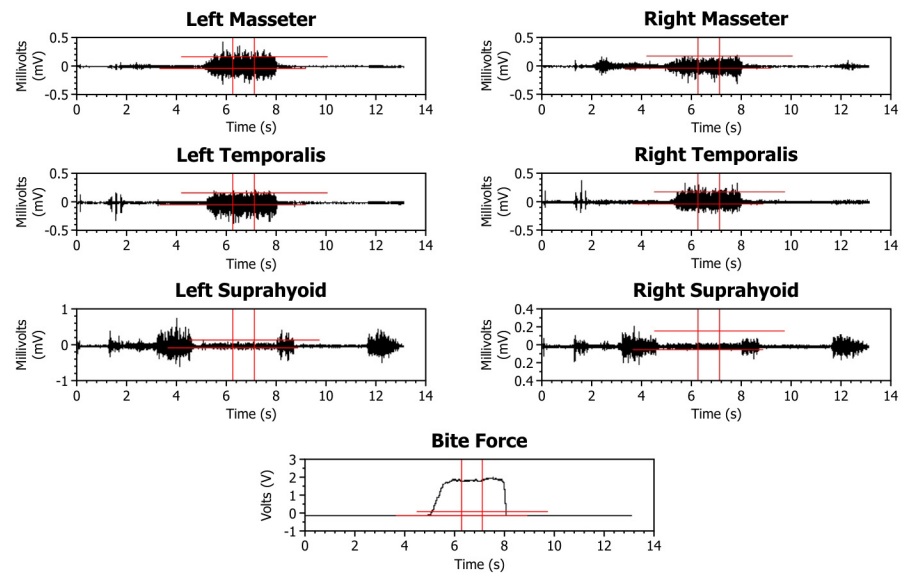 Left Masseter
Right Masseter
Millivolts
(mV)
0.5
0
-0.5
0 2 4 6 8 10 12 14
Time (s)
Millivolts
(mV)
0.5
0
-0.5
0 2 4 6 8 10 12 14
Time (s)
Left Temporalis
Right Temporalis
Millivolts
(mV)
0.5
0
-0.5
0 2 4 6 8 10 12 14
Time (s)
Millivolts
(mV)
0.5
0
-0.5
0 2 4 6 8 10 12 14
Time (s)
Left Suprahyoid
Right Suprahyoid
Millivolts
(mV)
1
0
-1
0 2 4 6 8 10 12 14
Time (s)
Millivolts
(mV)
0.4
0.2
0
0.2
0.4
0 2 4 6 8 10 12 14
Time (s)
Bite Force
Volts (V)
3
2
1
0
-1
0 2 4 6 8 10 12 14
Time (s)